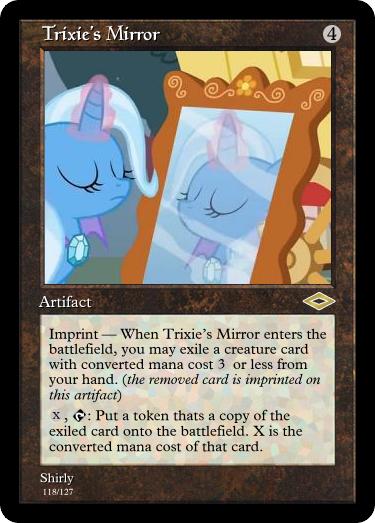 Trixie's Mirror 4
Artifact
Imprint — When Trixie's Mirror enters the
battlefield, you may exile a creature card
with converted mana cost 3 or less from
your hand. (the removed card is imprinted on
this artifact)
x , : Put a token thats a copy of the
exiled card onto the battlefield. X is the
converted mana cost of that card.
Shirly
118/127